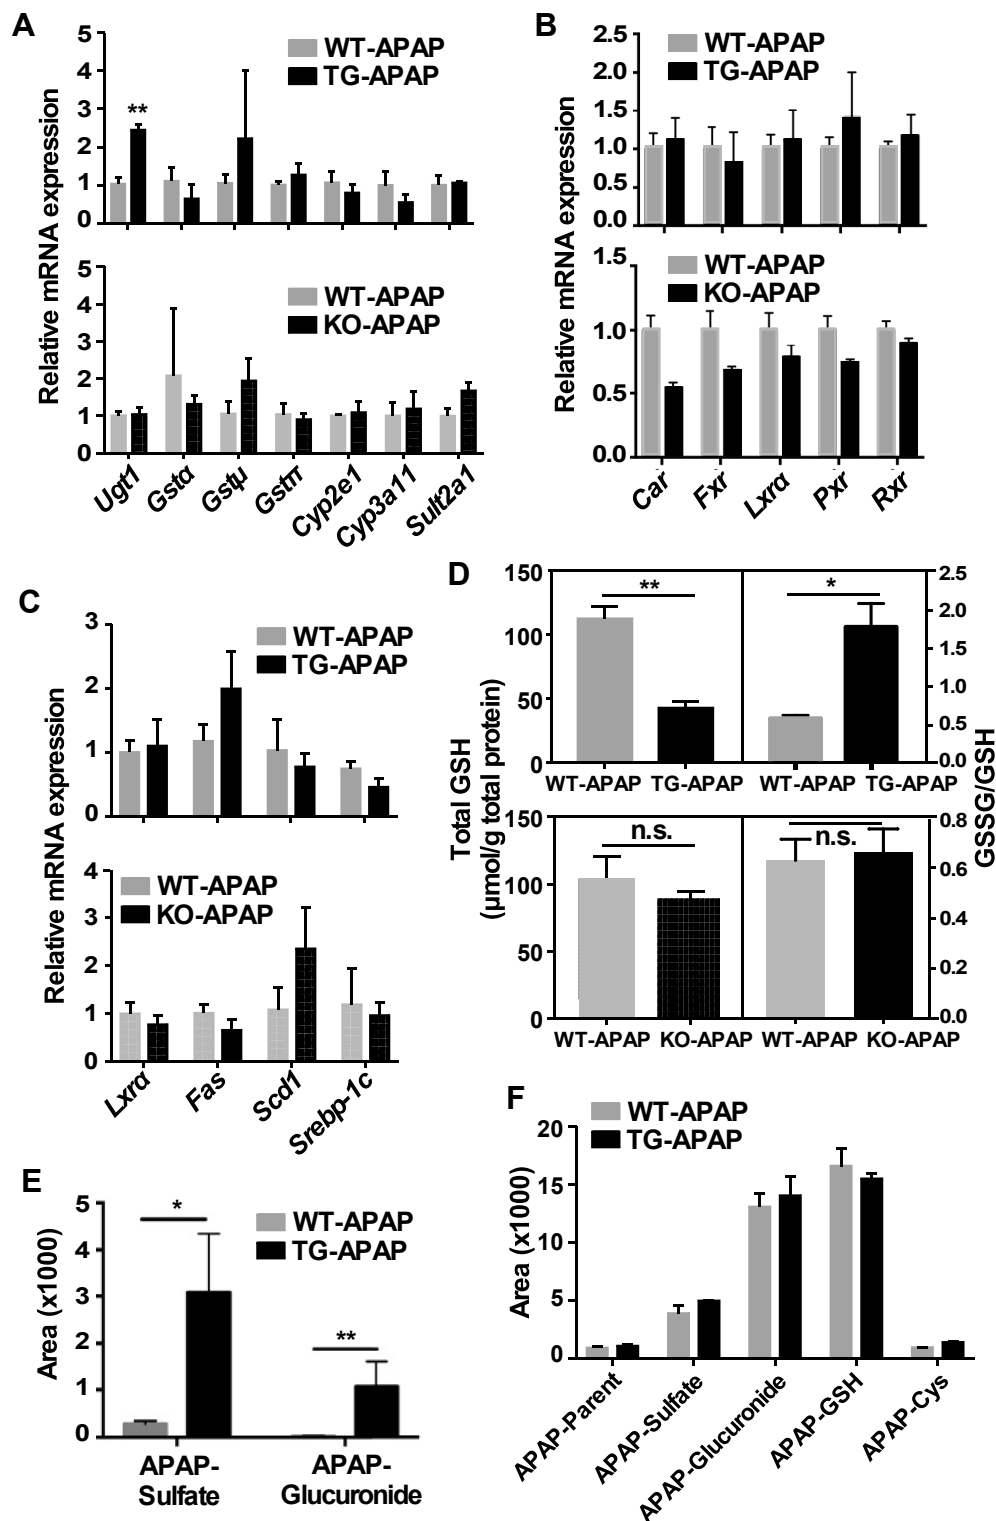 A
Relative mRNA expression
5
4
3
2
1
0
WT-APAP
TG-APAP
**
5
4
3
2
1
0
WT-APAP
KO-APAP
Ugt1
Gstα
Gstμ
Gstπ
Cyp2e1
Cyp3a11
Sult2a1
B
Relative mRNA expression
2.5
2.0
1.5
1.0
0.5
0.0
WT-APAP
TG-APAP
1.5
1.0
0.5
0.0
WT-APAP
KO-APAP
Car
Fxr
Lxrα
Pxr
Rxr
C
Relative mRNA expression
3
2
1
0
WT-APAP
TG-APAP
4
3
2
1
0
WT-APAP
KO-APAP
Lxrα
Fas
Scd1
Srebp-1c
D
Total GSH
(μmol/g total protein)
150
100
50
0
**
WT-APAP TG-APAP
*
WT-APAP TG-APAP
2.5
2.0
1.5
1.0
0.5
0.0
GSSG/GSH
150
100
50
0
n.s.
WT-APAP KO-APAP
n.s.
WT-APAP KO-APAP
0.8
0.6
0.4
0.2
0.0
E
Area (x1000)
5
4
3
2
1
0
*
**
WT-APAP
TG-APAP
APAP-
Sulfate
APAP-
Glucuronide
F
Area (x1000)
20
15
10
5
0
WT-APAP
TG-APAP
APAP-Parent
APAP-Sulfate
APAP-Glucuronide
APAP-GSH
APAP-Cys